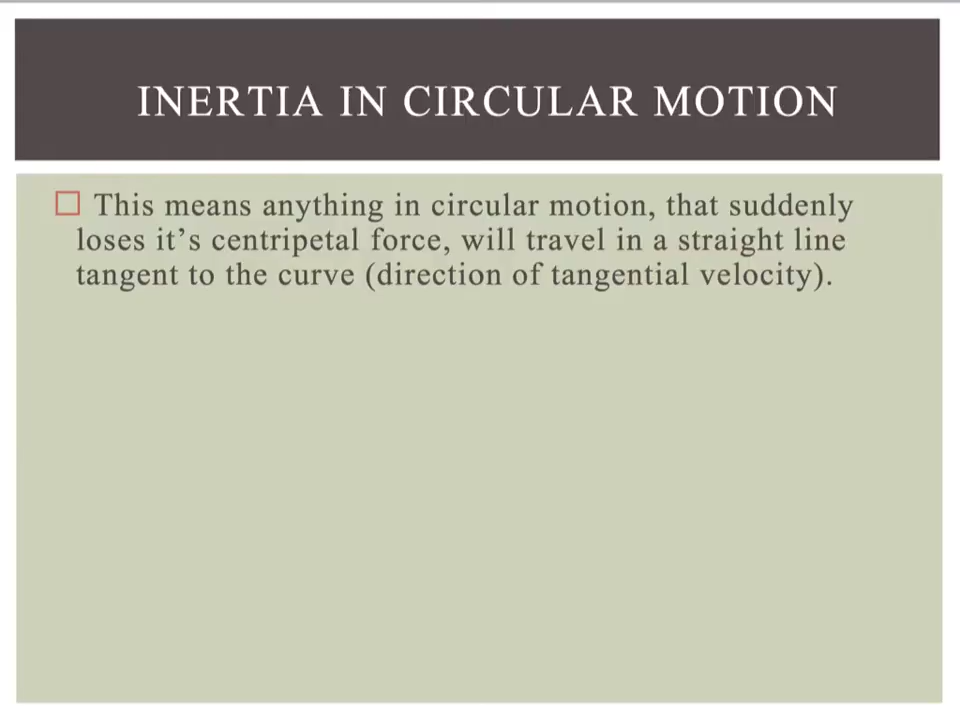 INERTIA IN CIRCULAR MOTION
This means anything in circular motion, that suddenly
loses it’s centripetal force, will travel in a straight line
tangent to the curve (direction of tangential velocity).